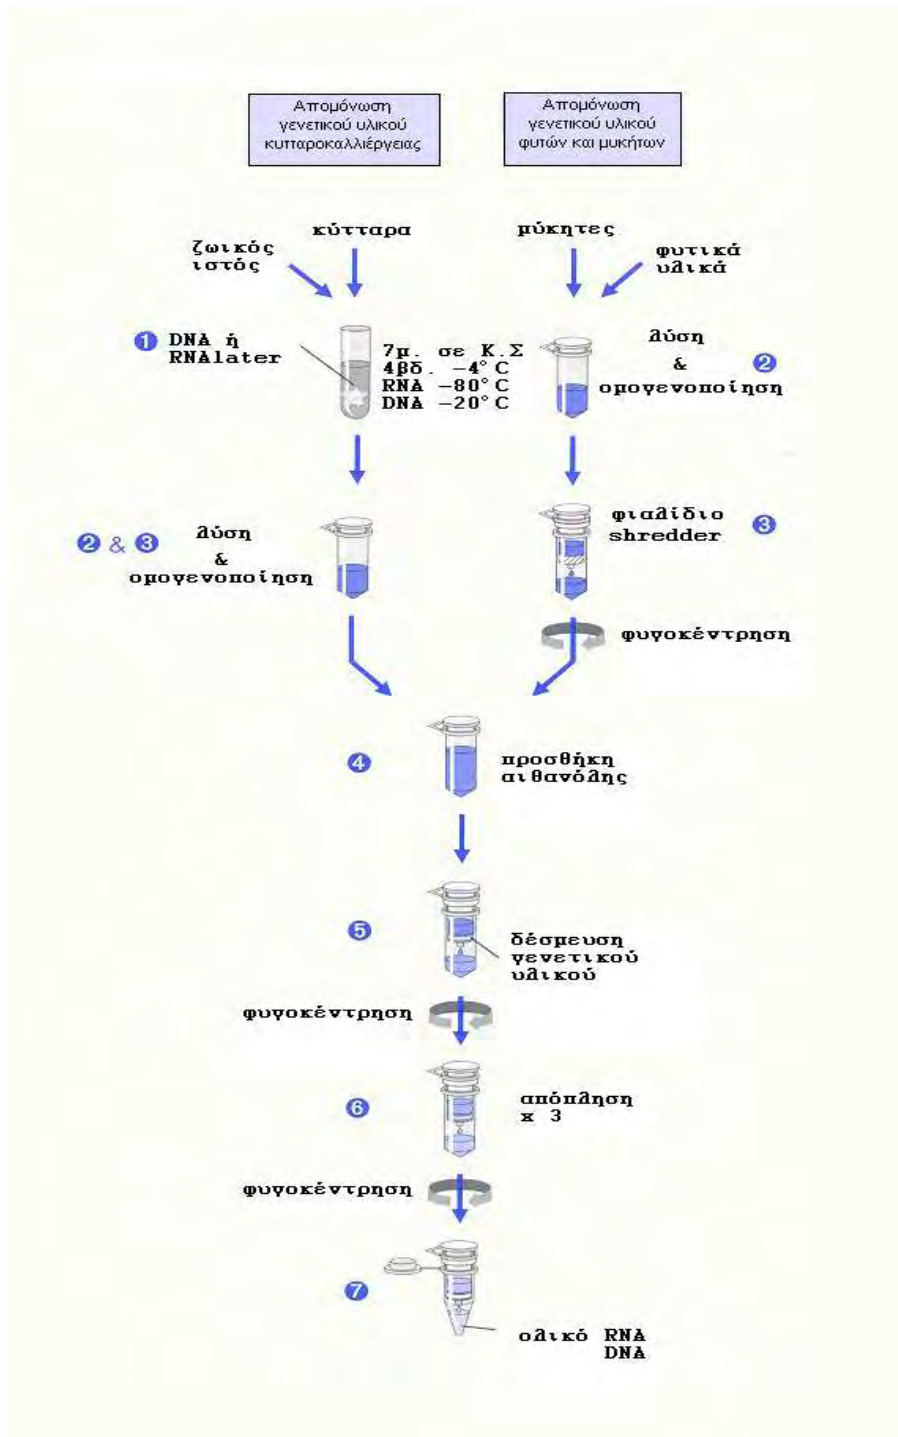 Απομόνωση
γενετικού υλικού
κυτταροκαλλιέργειας
Απομόνωση
γενετικού υλικού
φυτών και μυκήτων
ζωικός
ιστός
κύτταρα
μύκητες
φυτικά
υλικά
1 DNA ή
RNAlater
7μ. σε Κ.Σ
4βδ. -4°C
RNA -80°C
DNA -20°C
λύση
&
ομογενοποίηση
2
2 & 3
λύση
&
ομογενοποίηση
φιαλίδιο
shredder
3
φυγοκέντρηση
4
προσθήκη
αιθανόλης
5
δέσμευση
γενετικού
υλικού
φυγοκέντρηση
6
απόπληση
x 3
φυγοκέντρηση
7
ολικό RNA
DNA